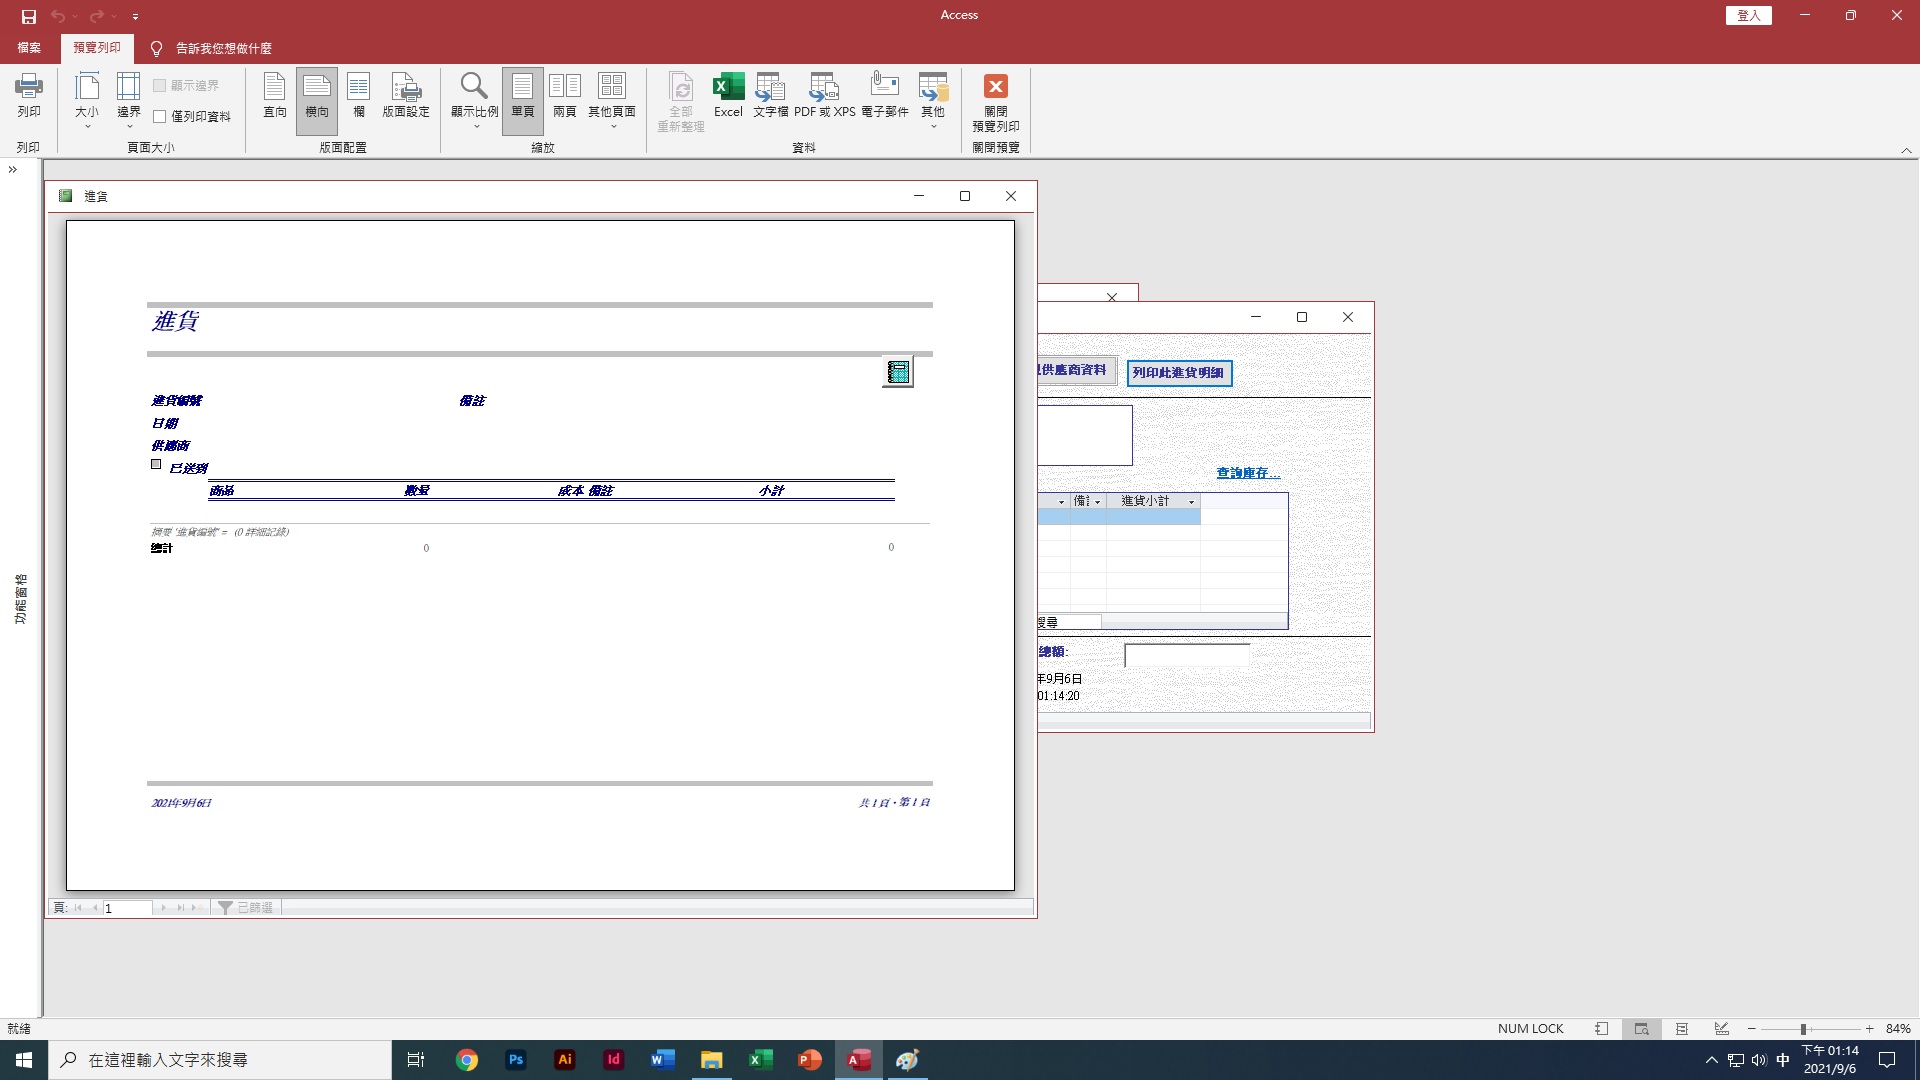 Access
登入
檔案
預覽列印
告訴我您想做什麼
列印
大小
邊界
顯示邊界
僅列印資料
直向
橫向
欄
版面設定
顯示比例
單頁
兩頁
其他頁面
全部
重新整理
Excel
文字檔
PDF 或 XPS
電子郵件
其他
關閉
預覽列印
列印
頁面大小
版面配置
縮放
資料
關閉預覽
功能窗格
進貨
進貨
進貨編號
備註
日期
供應商
已送到
商品
數量
成本 備註
小計
摘要 '進貨編號' = (0 詳細記錄)
總計
0
0
2021年9月6日
共 1 頁，第 1 頁
頁:
1
已篩選
供應商資料
列印此進貨明細
查詢庫存...
進貨小計
搜尋
總額:
年9月6日
01:14:20
就緒
NUM LOCK
84%
在這裡輸入文字來搜尋
Ps
Ai
Id
中
下午 01:14
2021/9/6